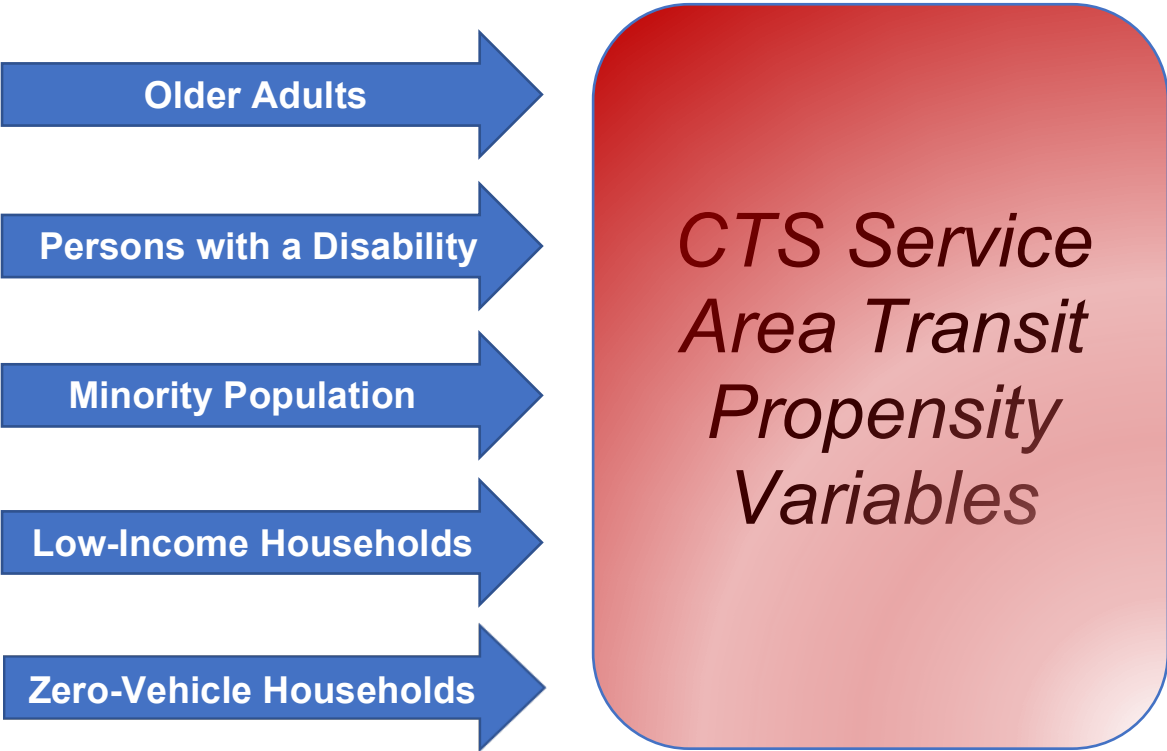 Older Adults
Persons with a Disability
Minority Population
Low-Income Households
Zero-Vehicle Households
CTS Service
Area Transit
Propensity
Variables